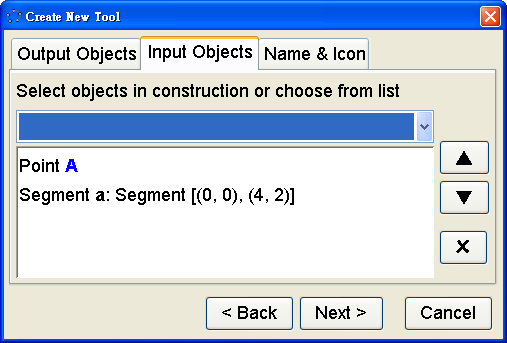 Create New Tool
Output Objects Input Objects Name & Icon
Select objects in construction or choose from list
Point A
Segment a: Segment [(0, 0), (4, 2)]
< Back Next > Cancel